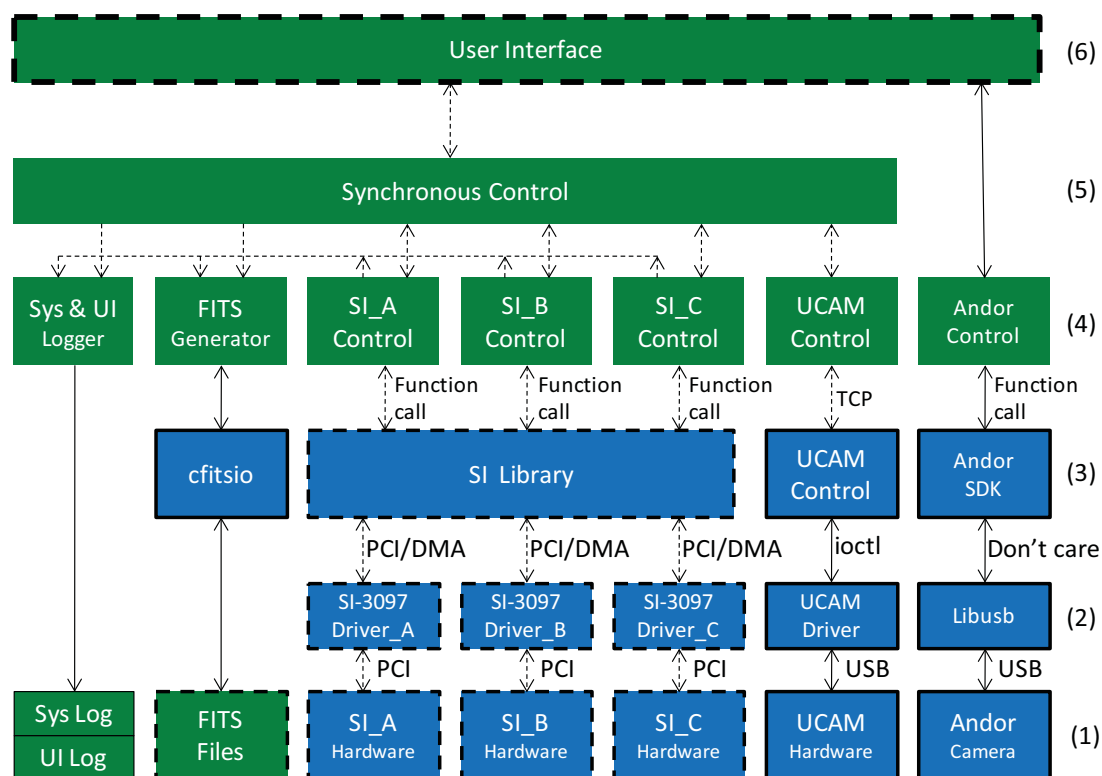 User Interface
(6)
Synchronous Control
(5)
Sys & UI
Logger
FITS
Generator
SI_A
Control
SI_B
Control
SI_C
Control
UCAM
Control
Andor
Control
(4)
Function
call
Function
call
Function
call
TCP
Function
call
cfitsio
SI Library
UCAM
Control
Andor
SDK
(3)
PCI/DMA
PCI/DMA
PCI/DMA
ioctl
Don't care
SI-3097
Driver_A
SI-3097
Driver_B
SI-3097
Driver_C
UCAM
Driver
Libusb
(2)
PCI
PCI
PCI
USB
USB
Sys Log
UI Log
FITS
Files
SI_A
Hardware
SI_B
Hardware
SI_C
Hardware
UCAM
Hardware
Andor
Camera
(1)